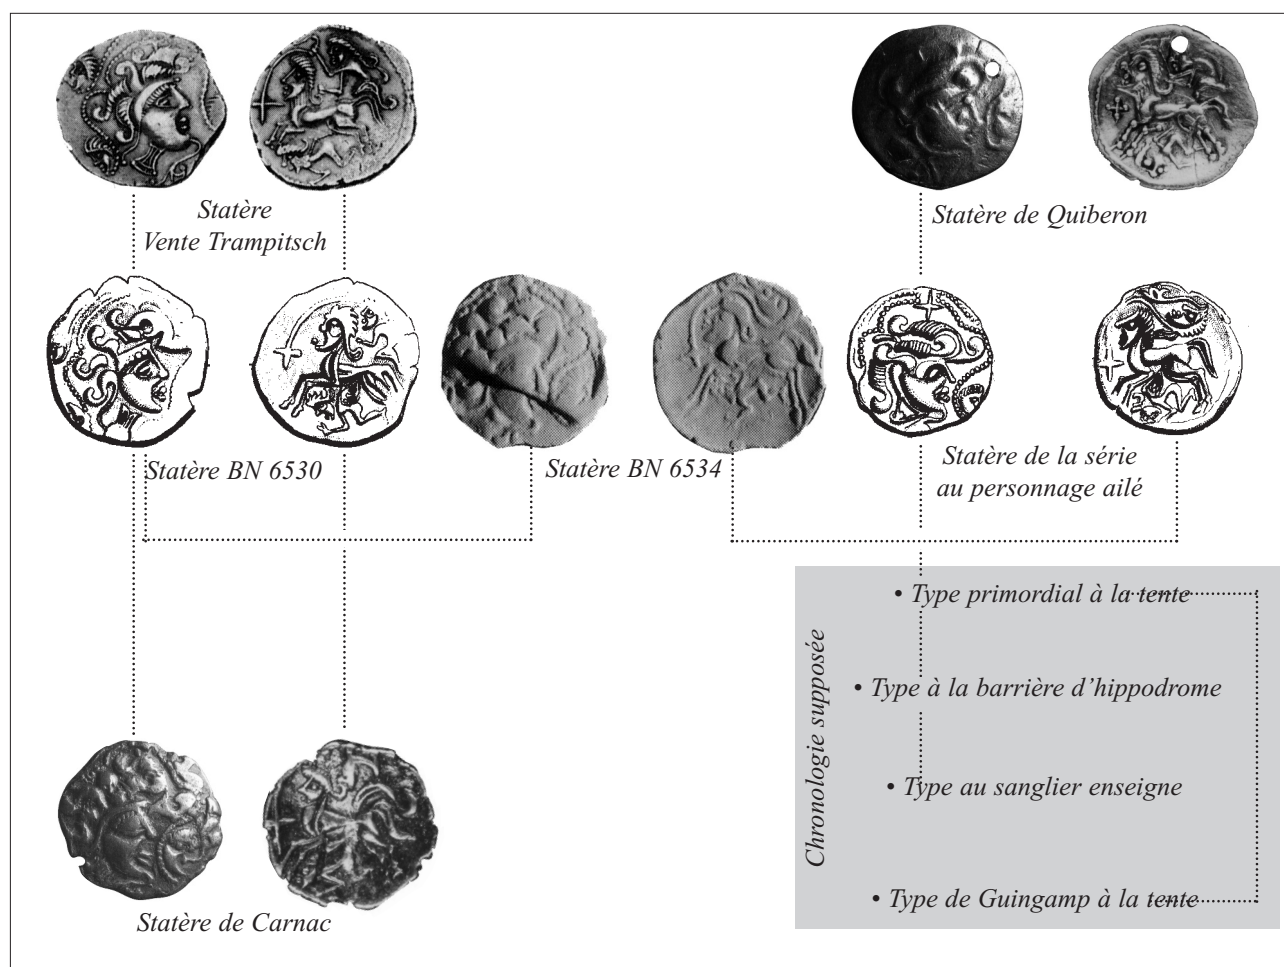 Statère
Vente Trampitsch
Statère de Quiberon
Statère BN 6530
Statère BN 6534
Statère de la série
au personnage ailé
Chronologie supposée
• Type primordial à la tente
• Type à la barrière d’hippodrome
• Type au sanglier enseigne
• Type de Guingamp à la tente
Statère de Carnac